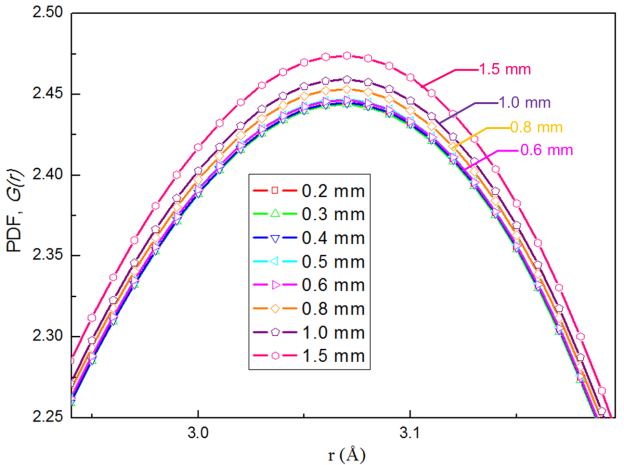 2.50
2.45
2.40
2.35
2.30
2.25
PDF, G(r)
1.5 mm
1.0 mm
0.8 mm
0.6 mm
0.2 mm
0.3 mm
0.4 mm
0.5 mm
0.6 mm
0.8 mm
1.0 mm
1.5 mm
3.0
3.1
r (Å)